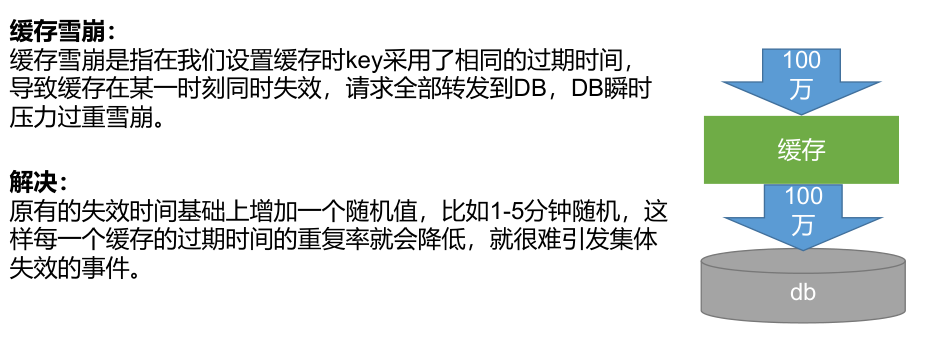 缓存雪崩：
缓存雪崩是指在我们设置缓存时key采用了相同的过期时间，
导致缓存在某一时刻同时失效，请求全部转发到DB，DB瞬时
压力过重雪崩。
解决：
原有的失效时间基础上增加一个随机值，比如1-5分钟随机，这
样每一个缓存的过期时间的重复率就会降低，就很难引发集体
失效的事件。
100
万
缓存
100
万
db